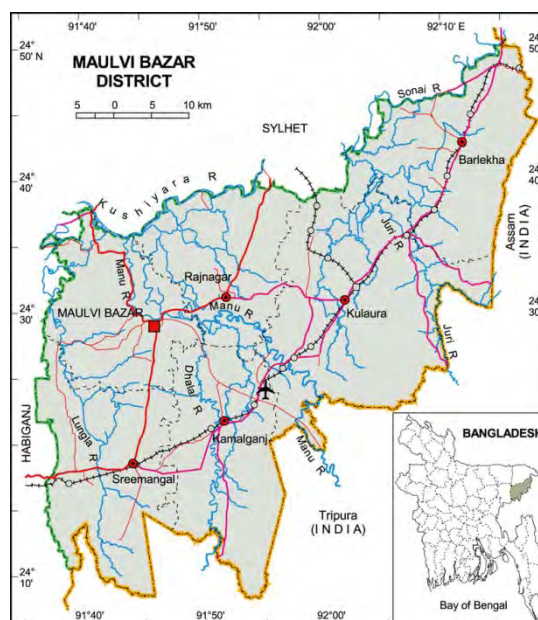 91°40'
91°50'
92°00'
92°10'E
24°
50' N
24°
50'
MAULVI BAZAR
DISTRICT
5 0 5 10 km
Sonai R
SYLHET
Barlekha
24°
40'
24°
40'
Kushiyara R
Assam
(INDIA)
Juri R
Manu R
Rajnagar
24°
30'
24°
30'
Manu R
MAULVI BAZAR
Kulaura
Juri R
Dhalai R
HABIGANJ
Lungla R
Kamalganj
Manu R
BANGLADESH
Sreemangal
24°
20'
Tripura
(INDIA)
24°
10'
Bay of Bengal
91°40'
91°50'
92°00'